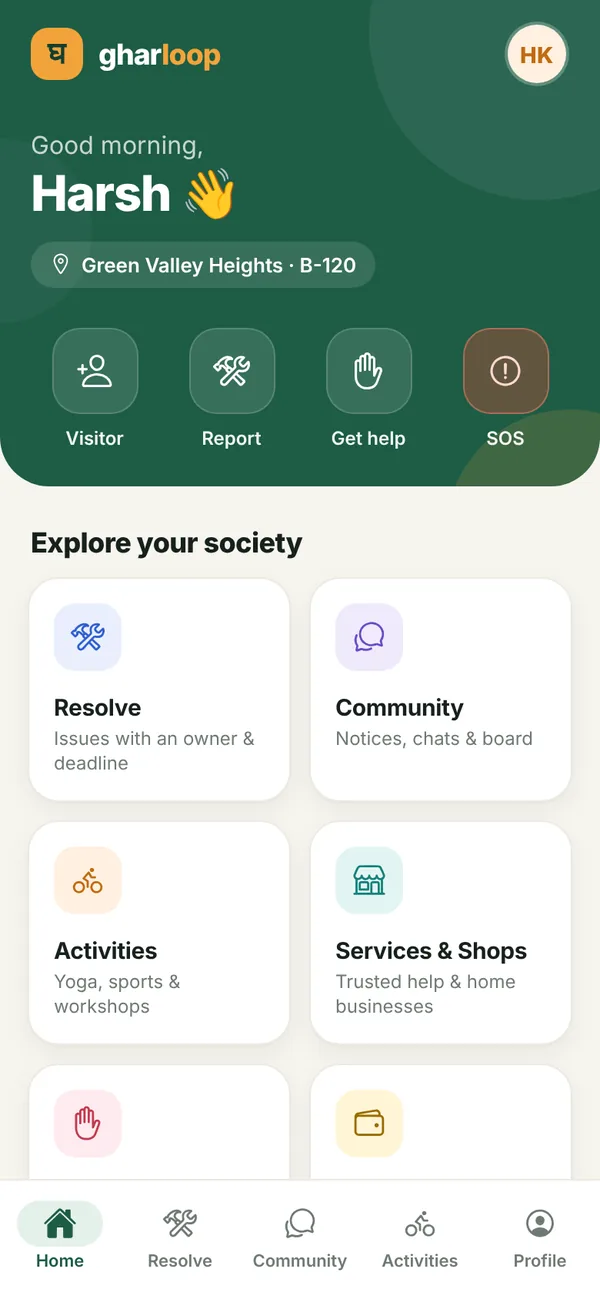 घ gharloop
HK
Good morning,
Harsh 👋
Green Valley Heights · B-120
Visitor
Report
Get help
SOS
Explore your society
Resolve
Issues with an owner &
deadline
Community
Notices, chats & board
Activities
Yoga, sports &
workshops
Services & Shops
Trusted help & home
businesses
Home
Resolve
Community
Activities
Profile